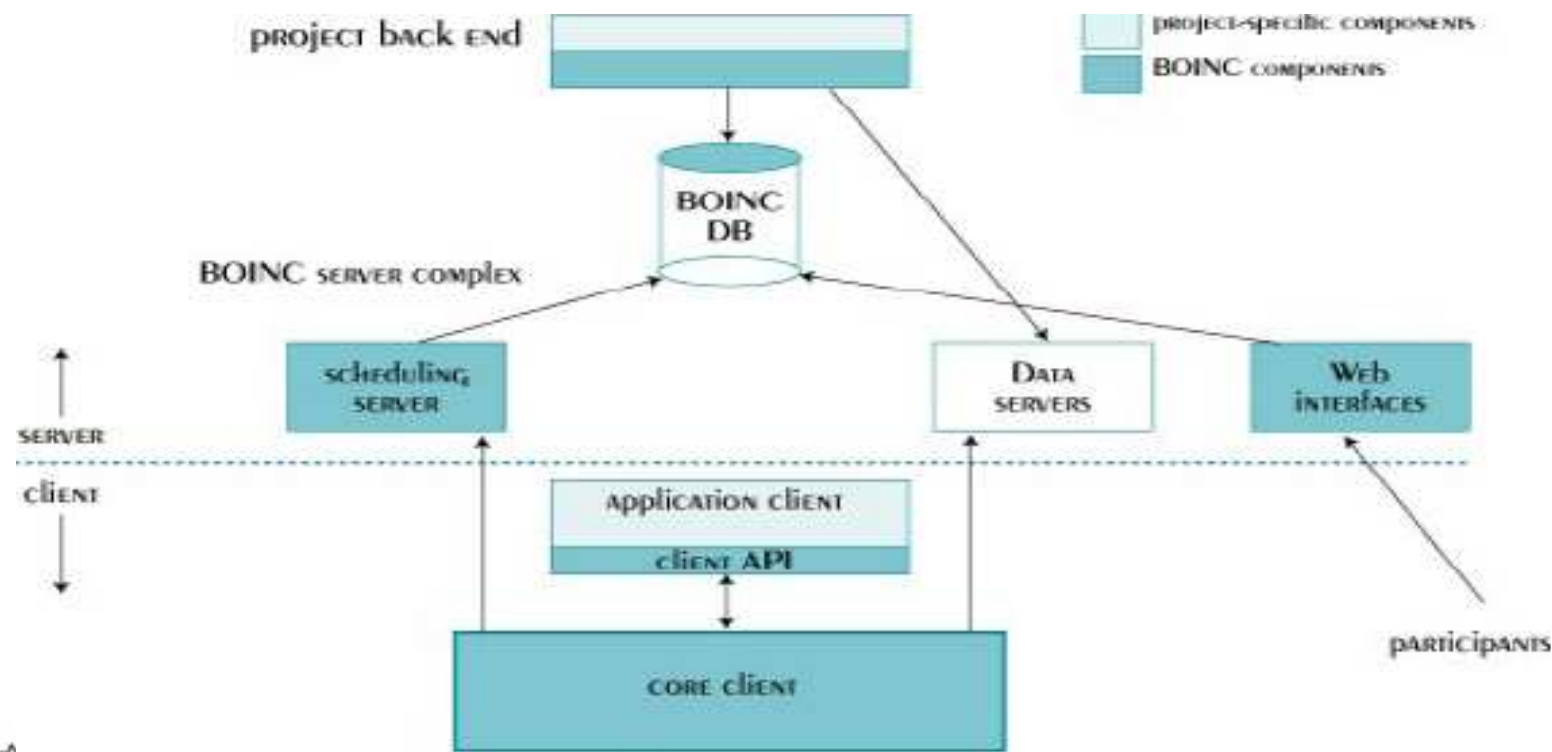 project back end
project-specific components
BOINC components
BOINC
DB
BOINC server complex
scheduling
server
Data
servers
Web
interfaces
server
client
application client
client API
participants
core client